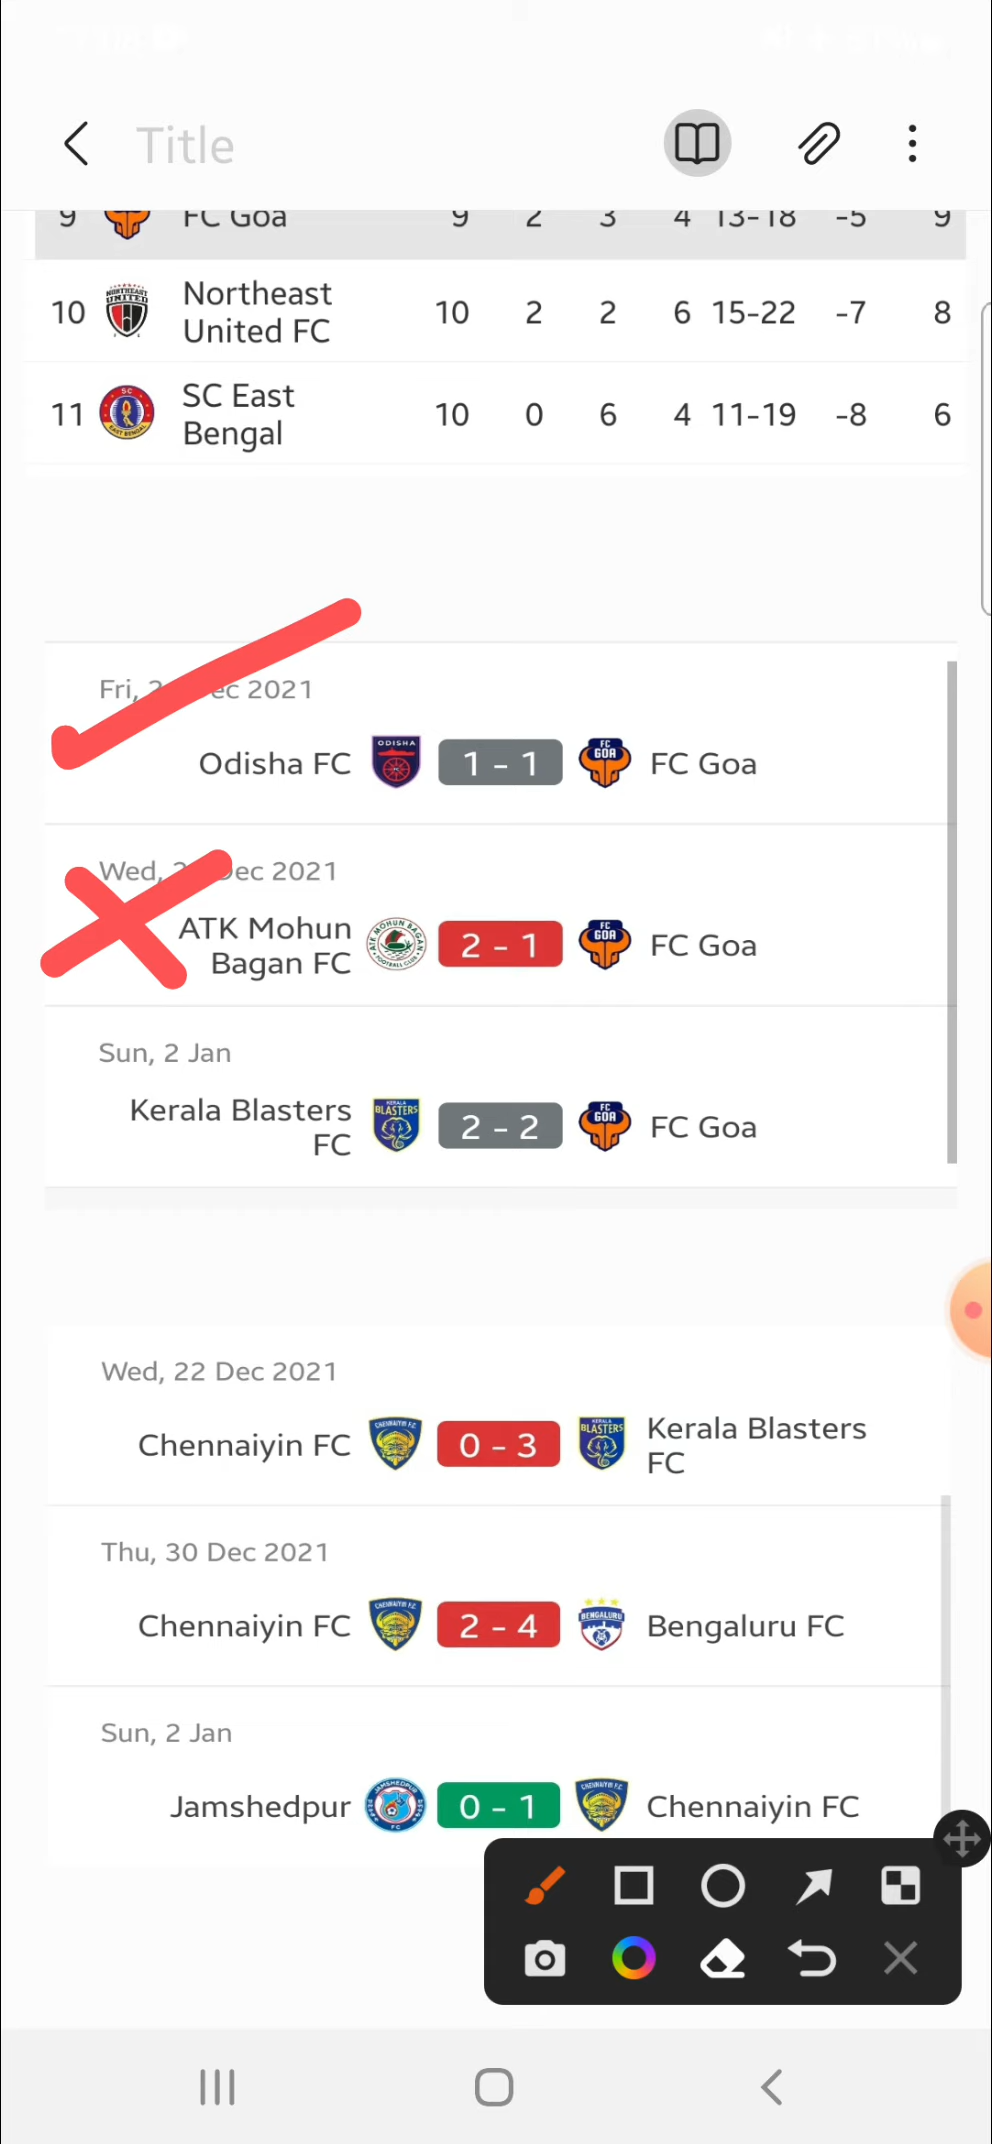 Title
9 FC Goa 9 2 3 4 13-18 -5 9
10 Northeast United FC 10 2 2 6 15-22 -7 8
11 SC East Bengal 10 0 6 4 11-19 -8 6
Fri, Dec 2021
Odisha FC 1 - 1 FC Goa
Wed, Dec 2021
ATK Mohun Bagan FC 2 - 1 FC Goa
Sun, 2 Jan
Kerala Blasters FC 2 - 2 FC Goa
Wed, 22 Dec 2021
Chennaiyin FC 0 - 3 Kerala Blasters FC
Thu, 30 Dec 2021
Chennaiyin FC 2 - 4 Bengaluru FC
Sun, 2 Jan
Jamshedpur 0 - 1 Chennaiyin FC